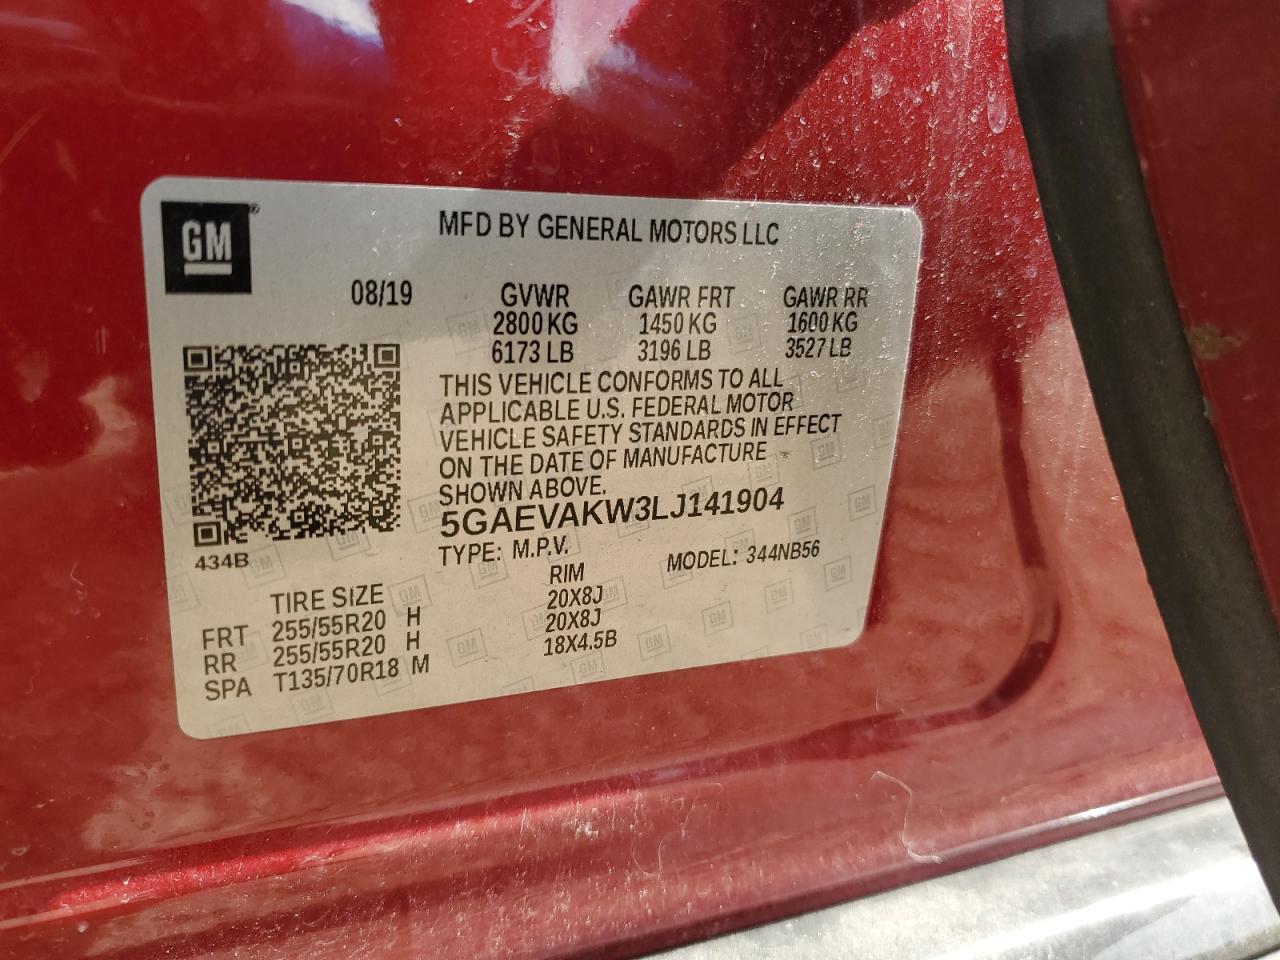 GM®
MFD BY GENERAL MOTORS LLC
08/19 GVWR GAWR FRT GAWR RR
2800 KG 1450 KG 1600 KG
6173 LB 3196 LB 3527 LB
THIS VEHICLE CONFORMS TO ALL
APPLICABLE U.S. FEDERAL MOTOR
VEHICLE SAFETY STANDARDS IN EFFECT
ON THE DATE OF MANUFACTURE
SHOWN ABOVE.
5GAEVAKW3LJ141904
434B
TYPE: M.P.V. MODEL: 344NB56
TIRE SIZE RIM
FRT 255/55R20 H 20X8J
RR 255/55R20 H 20X8J
SPA T135/70R18 M 18X4.5B